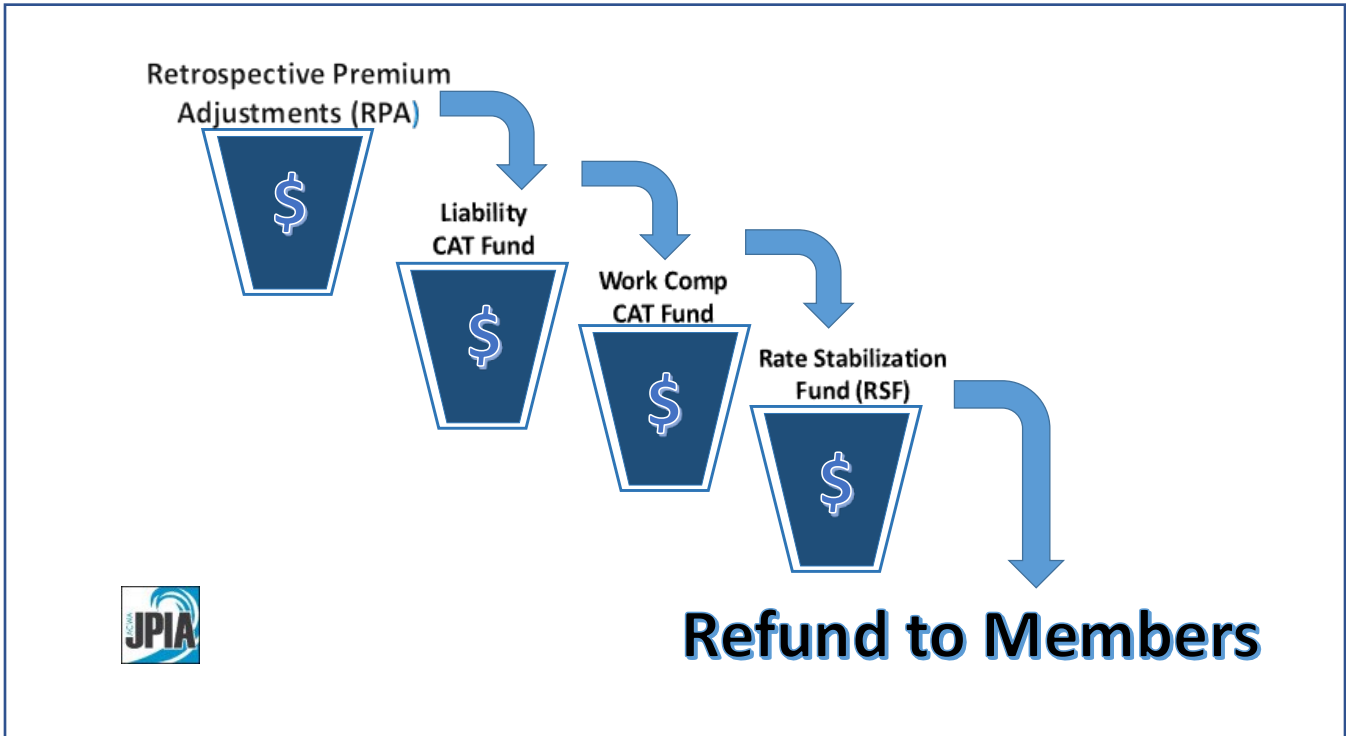 Retrospective Premium
Adjustments (RPA)
$
Liability
CAT Fund
$
Work Comp
CAT Fund
$
Rate Stabilization
Fund (RSF)
$
ACWA
JPIA
Refund to Members